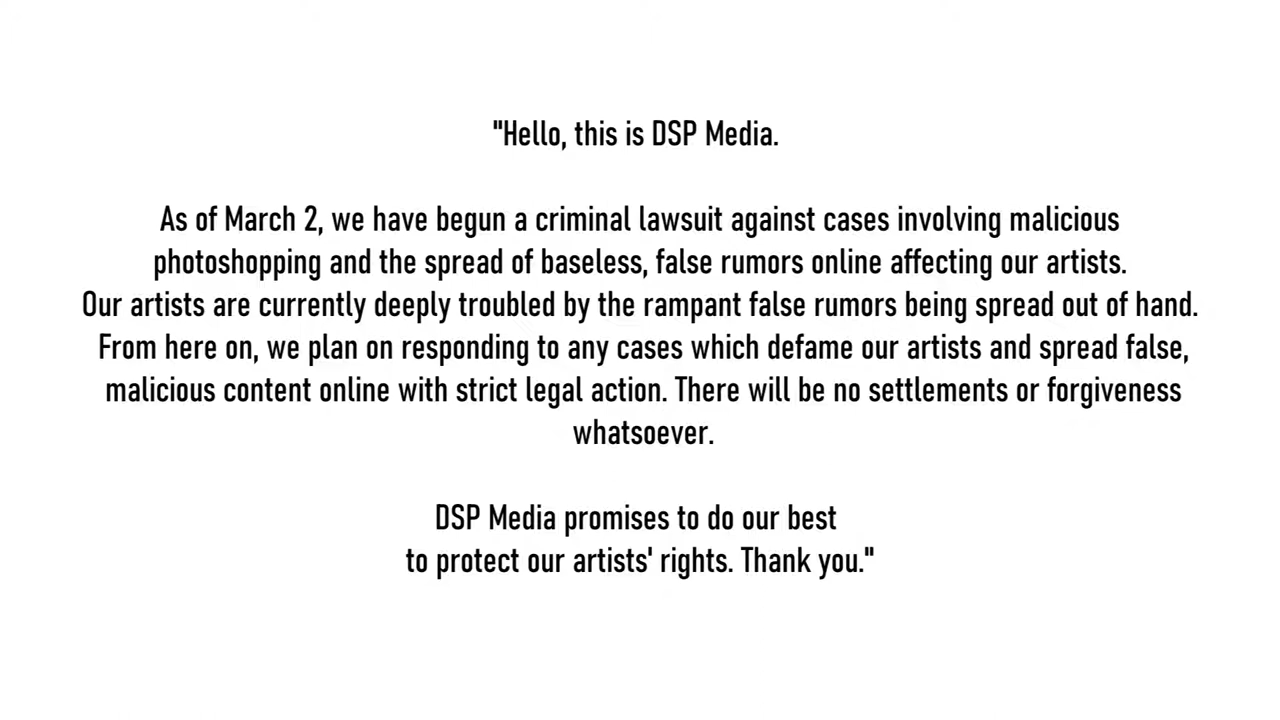 "Hello, this is DSP Media.
As of March 2, we have begun a criminal lawsuit against cases involving malicious
photoshopping and the spread of baseless, false rumors online affecting our artists.
Our artists are currently deeply troubled by the rampant false rumors being spread out of hand.
From here on, we plan on responding to any cases which defame our artists and spread false,
malicious content online with strict legal action. There will be no settlements or forgiveness
whatsoever.
DSP Media promises to do our best
to protect our artists' rights. Thank you."